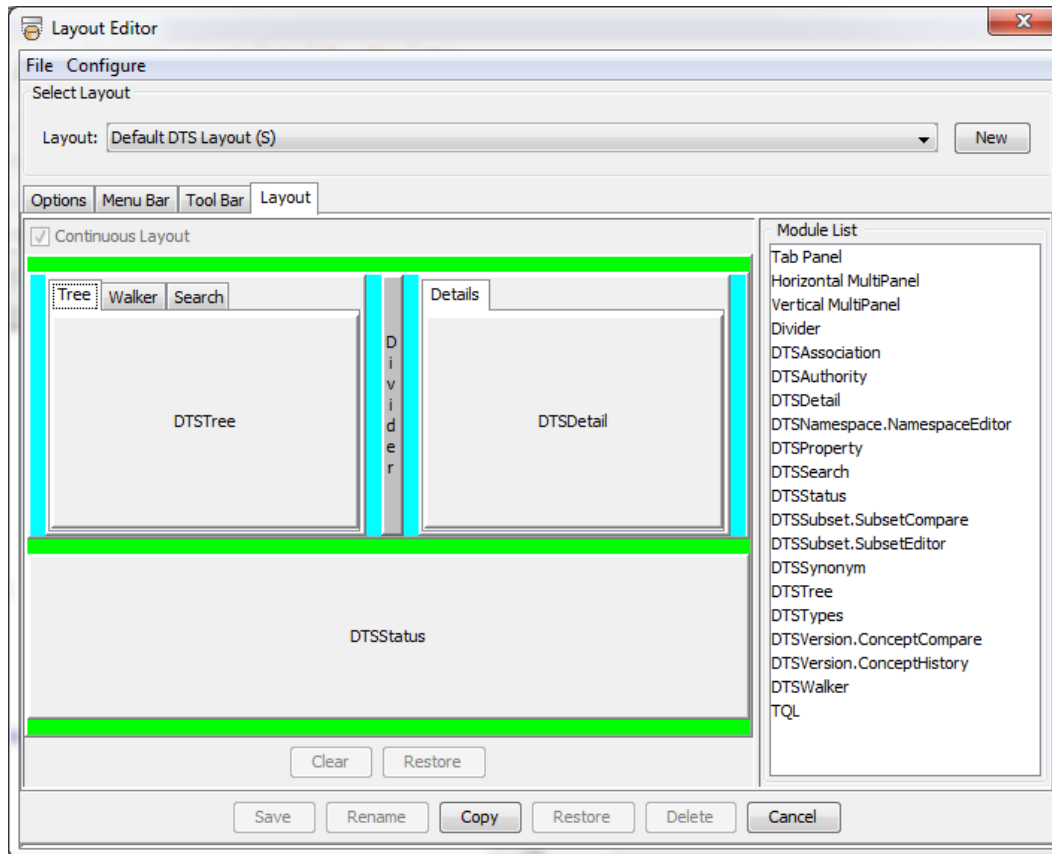 Layout Editor
x
File Configure
Select Layout
Layout: Default DTS Layout (S) New
Options Menu Bar Tool Bar Layout
Continuous Layout
Tree Walker Search
DTSTree
Divider
Details
DTSDetail
DTSStatus
Clear Restore
Module List
Tab Panel
Horizontal MultiPanel
Vertical MultiPanel
Divider
DTSAssociation
DTSAuthority
DTSDetail
DTSNamespace.NamespaceEditor
DTSProperty
DTSSearch
DTSStatus
DTSSubset.SubsetCompare
DTSSubset.SubsetEditor
DTSSynonym
DTSTree
DTSTypes
DTSVersion.ConceptCompare
DTSVersion.ConceptHistory
DTSWalker
TQL
Save Rename Copy Restore Delete Cancel